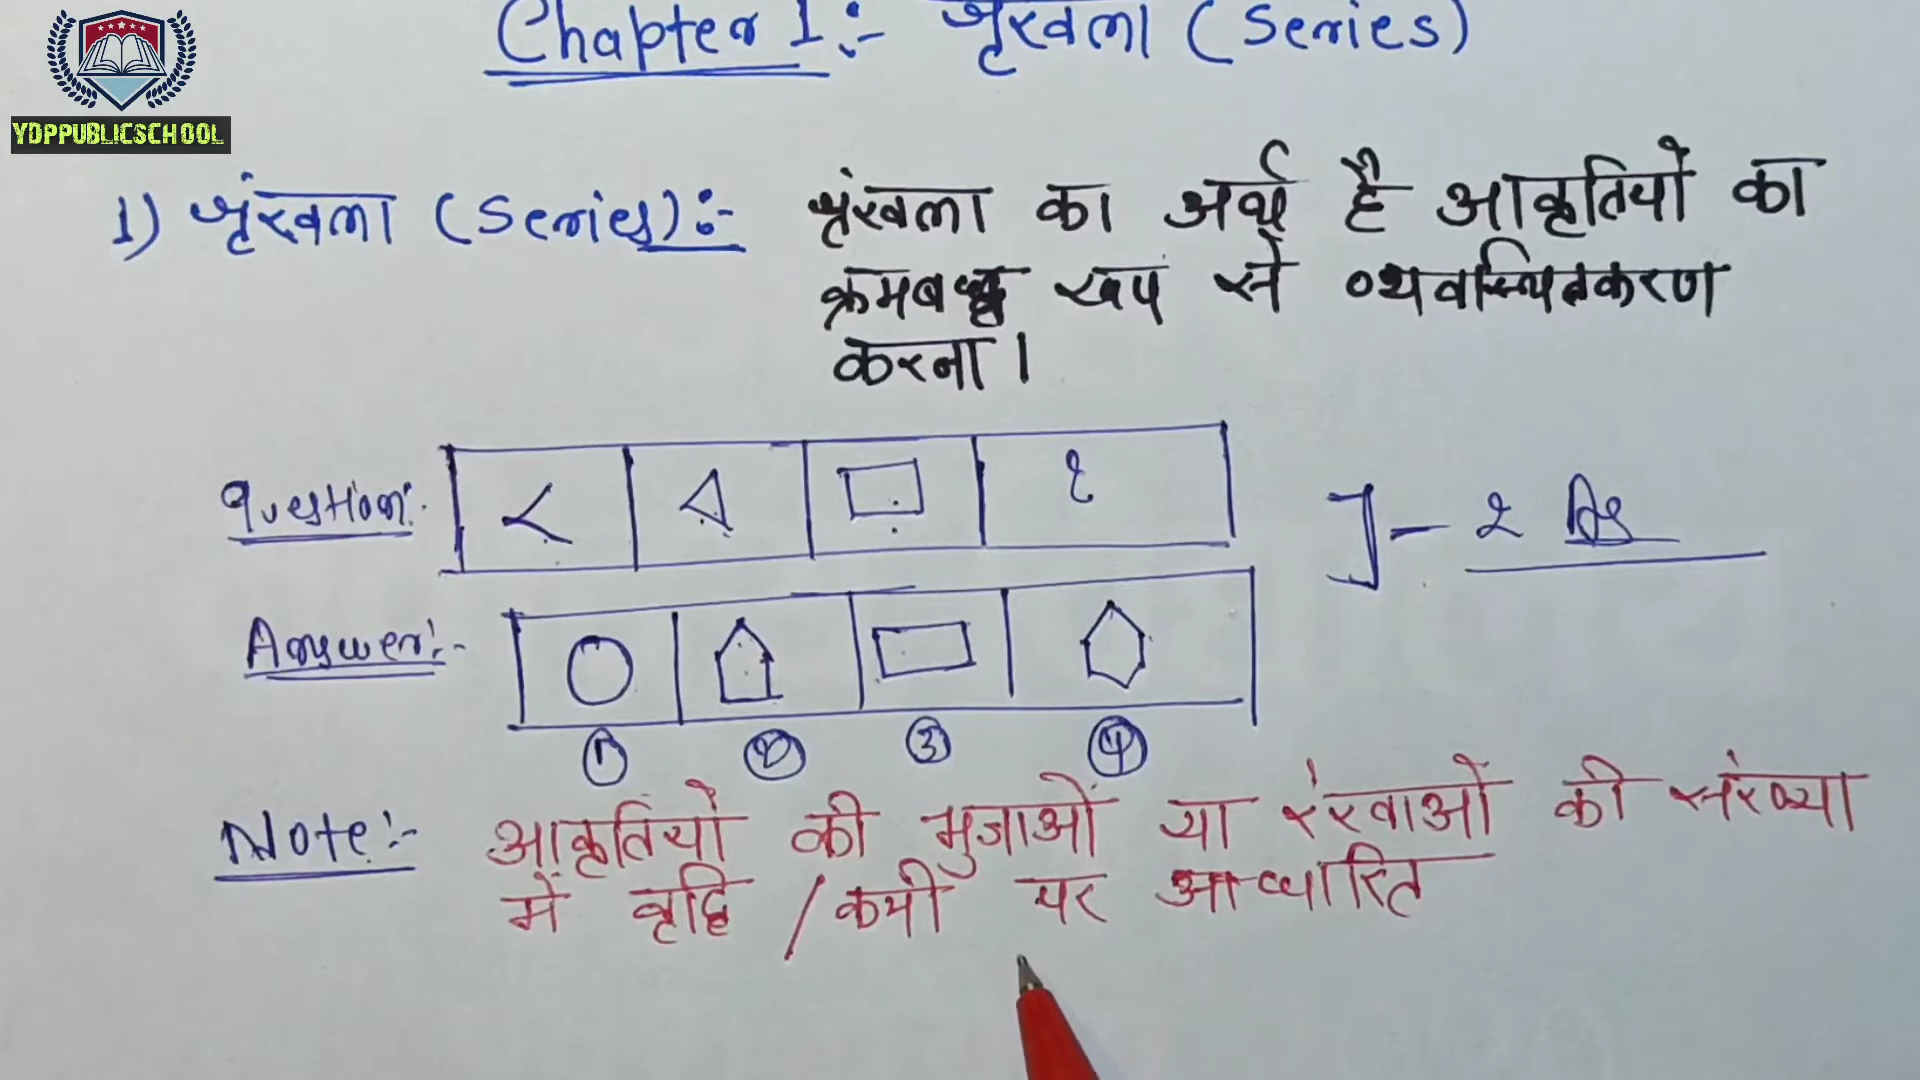 Chapter 1:- श्रृंखला (Series)
YDPPUBLICSCHOOL
1) श्रृंखला (Series):- श्रृंखला का अर्थ है आकृतियों का
क्रमबद्ध रूप से व्यवस्थितकरण
करना।
Question:-
?
Answer:-
1 2 3 4
Note:- आकृतियों की भुजाओं या रेखाओं की संख्या
में वृद्धि / कमी पर आधारित